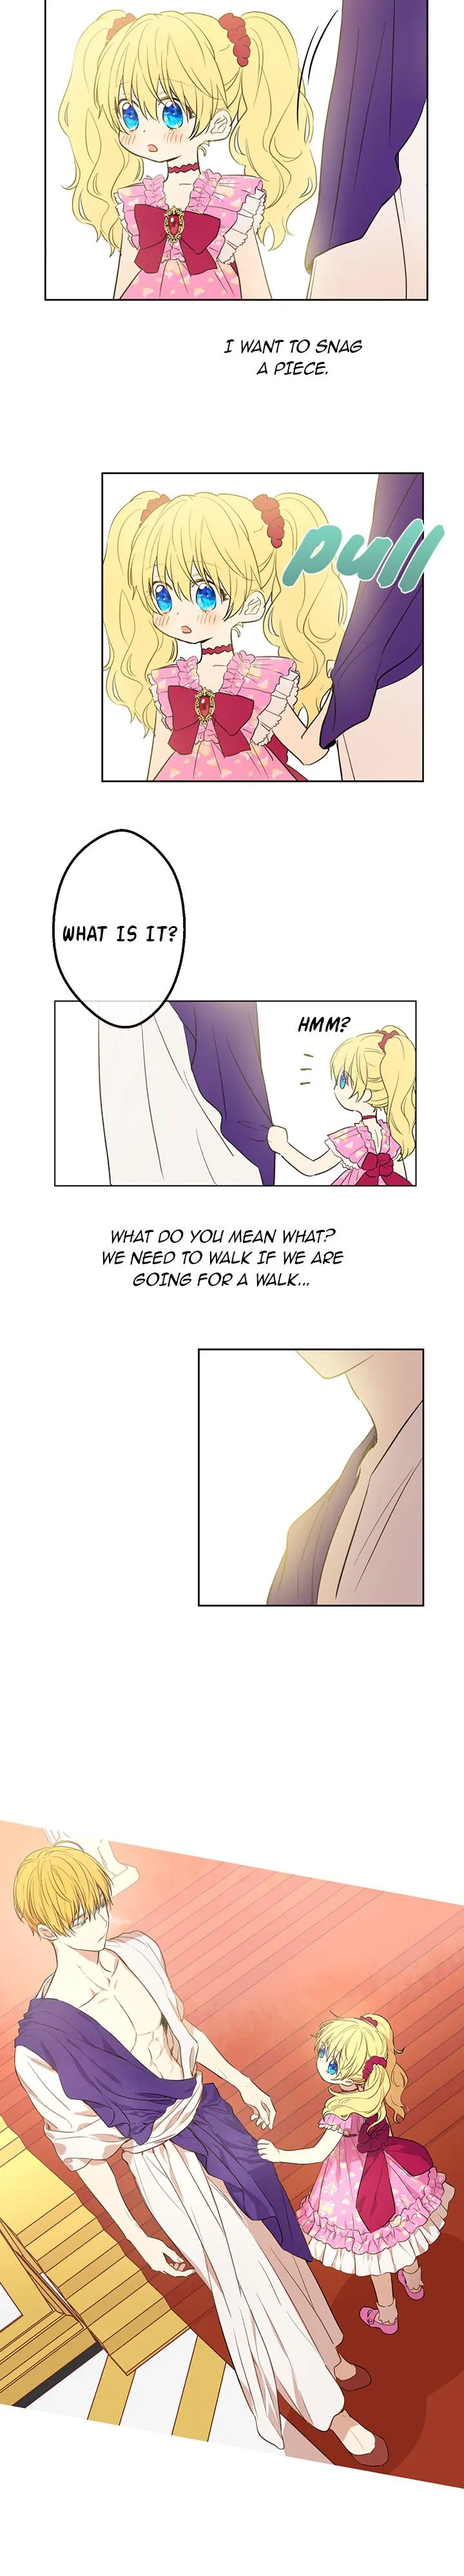 I WANT TO SNAG
A PIECE.
pull
WHAT IS IT?
HMM?
WHAT DO YOU MEAN WHAT?
WE NEED TO WALK IF WE ARE
GOING FOR A WALK...